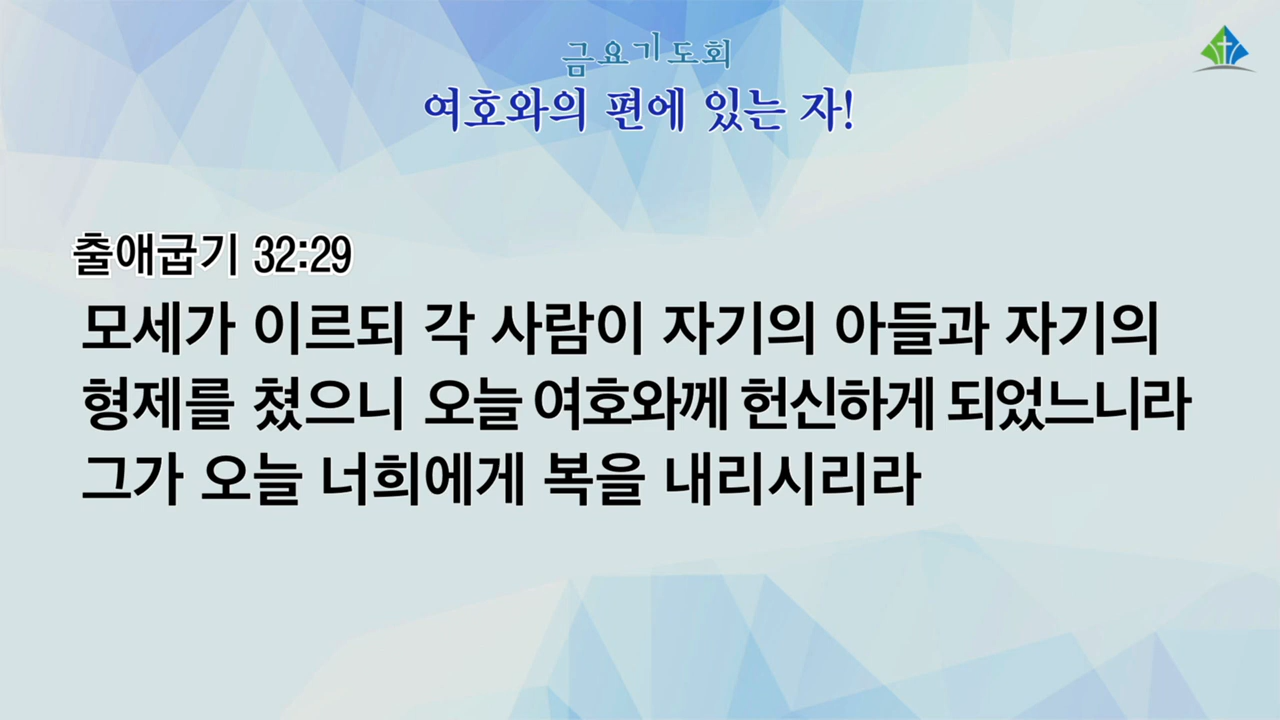 금요기도회
여호와의 편에 있는 자!
출애굽기 32:29
모세가 이르되 각 사람이 자기의 아들과 자기의
형제를 쳤으니 오늘 여호와께 헌신하게 되었느니라
그가 오늘 너희에게 복을 내리시리라